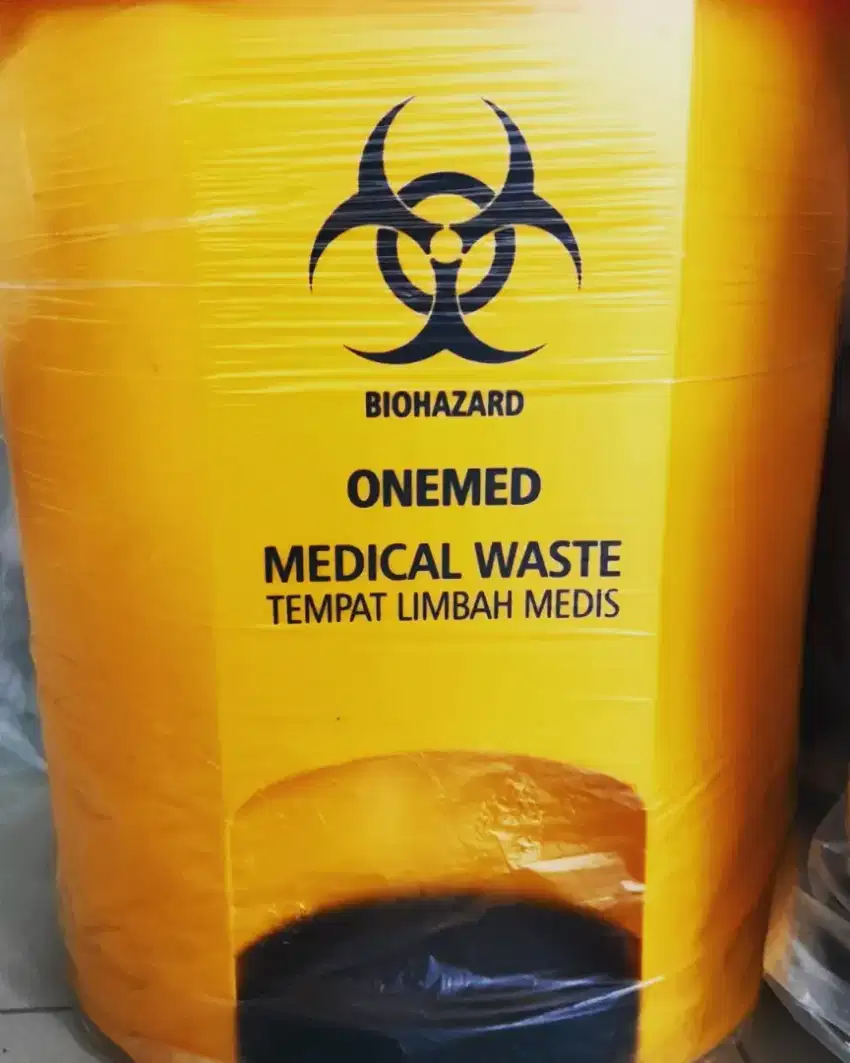 BIOHAZARD
ONEMED
MEDICAL WASTE
TEMPAT LIMBAH MEDIS